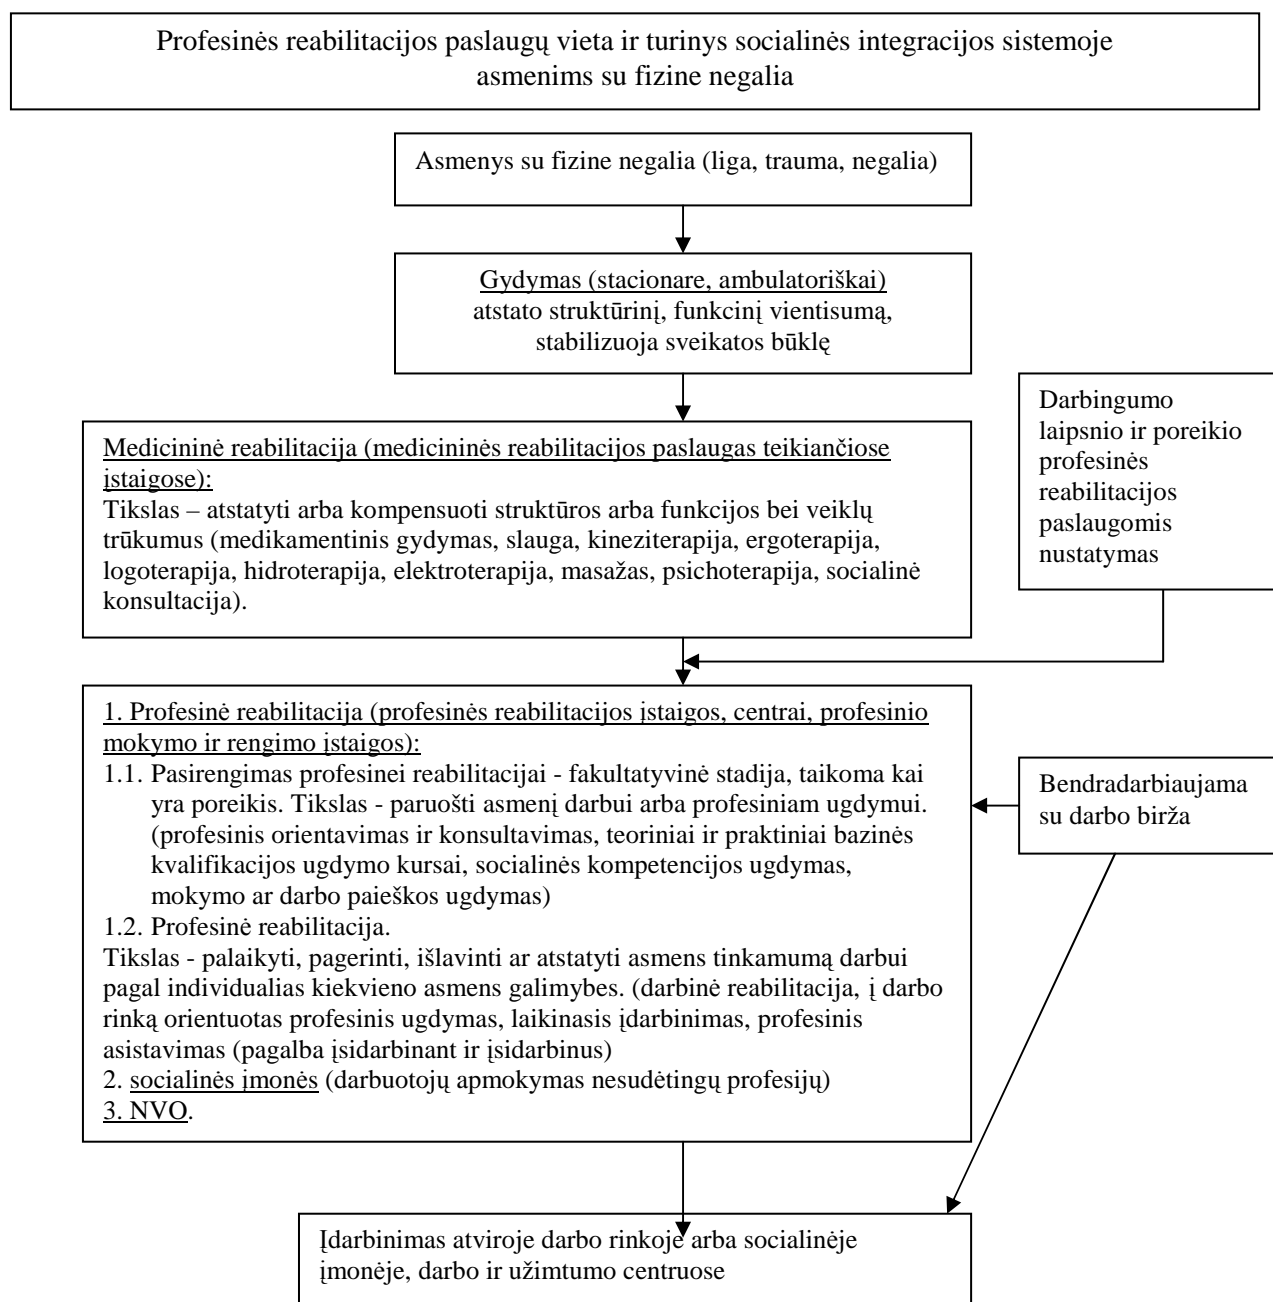 Profesinės reabilitacijos paslaugų vieta ir turinys socialinės integracijos sistemoje
asmenims su fizine negalia
Asmenys su fizine negalia (liga, trauma, negalia)
Gydymas (stacionare, ambulatoriškai)
atstato struktūrinį, funkcinį vientisumą,
stabilizuoja sveikatos būklę
Darbingumo
laipsnio ir poreikio
profesinės
reabilitacijos
paslaugomis
nustatymas
Medicininė reabilitacija (medicininės reabilitacijos paslaugas teikiančiose
įstaigose):
Tikslas – atstatyti arba kompensuoti struktūros arba funkcijos bei veiklų
trūkumus (medikamentinis gydymas, slauga, kineziterapija, ergoterapija,
logoterapija, hidroterapija, elektroterapija, masažas, psichoterapija, socialinė
konsultacija).
1. Profesinė reabilitacija (profesinės reabilitacijos įstaigos, centrai, profesinio
mokymo ir rengimo įstaigos):
1.1. Pasirengimas profesinei reabilitacijai - fakultatyvinė stadija, taikoma kai
yra poreikis. Tikslas - paruošti asmenį darbui arba profesiniam ugdymui.
(profesinis orientavimas ir konsultavimas, teoriniai ir praktiniai bazinės
kvalifikacijos ugdymo kursai, socialinės kompetencijos ugdymas,
mokymo ar darbo paieškos ugdymas)
1.2. Profesinė reabilitacija.
Tikslas - palaikyti, pagerinti, išlavinti ar atstatyti asmens tinkamumą darbui
pagal individualias kiekvieno asmens galimybes. (darbinė reabilitacija, į darbo
rinką orientuotas profesinis ugdymas, laikinasis įdarbinimas, profesinis
asistavimas (pagalba įsidarbinant ir įsidarbinus)
2. socialinės įmonės (darbuotojų apmokymas nesudėtingų profesijų)
3. NVO.
Bendradarbiaujama
su darbo birža
Įdarbinimas atviroje darbo rinkoje arba socialinėje
įmonėje, darbo ir užimtumo centruose